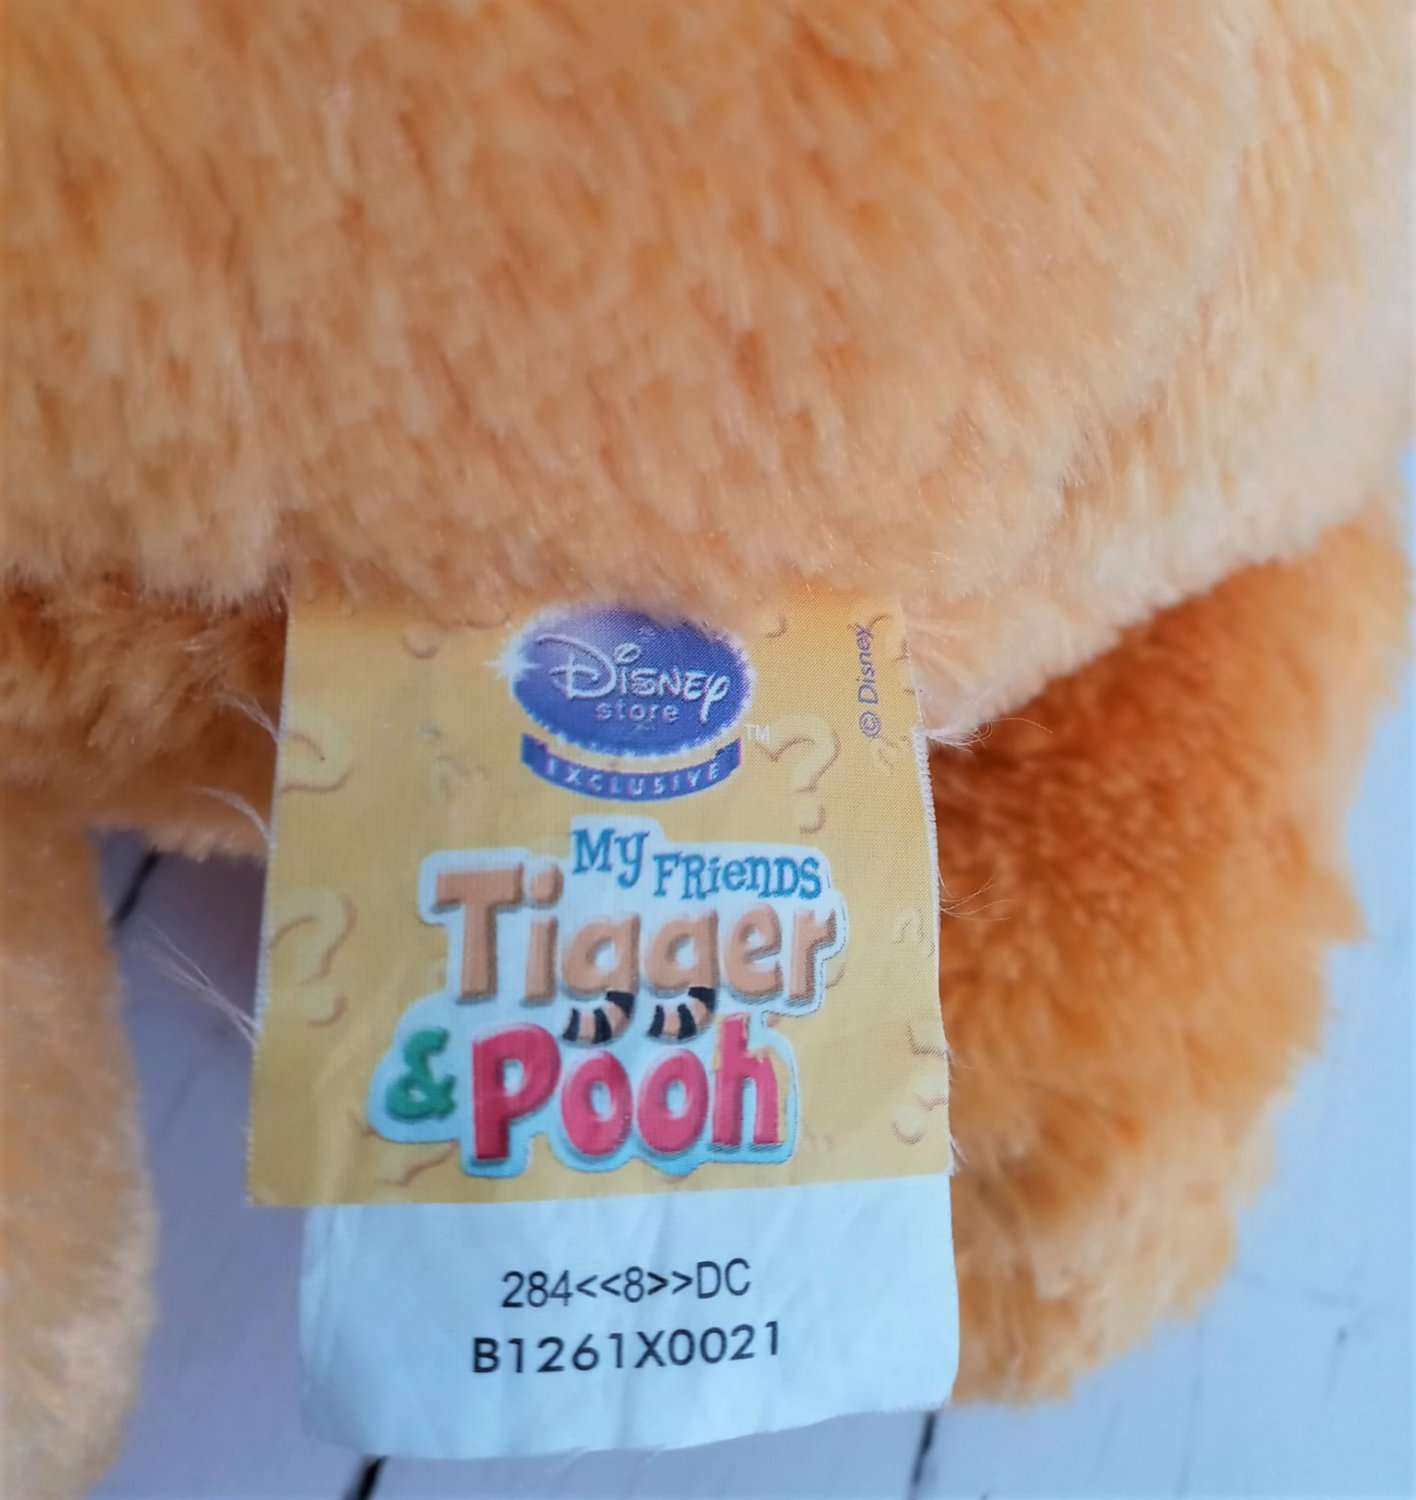 Disney
store
TM
EXCLUSIVE
© Disney
My FRiENDS
Tigger
& Pooh
284<<8>>DC
B1261X0021